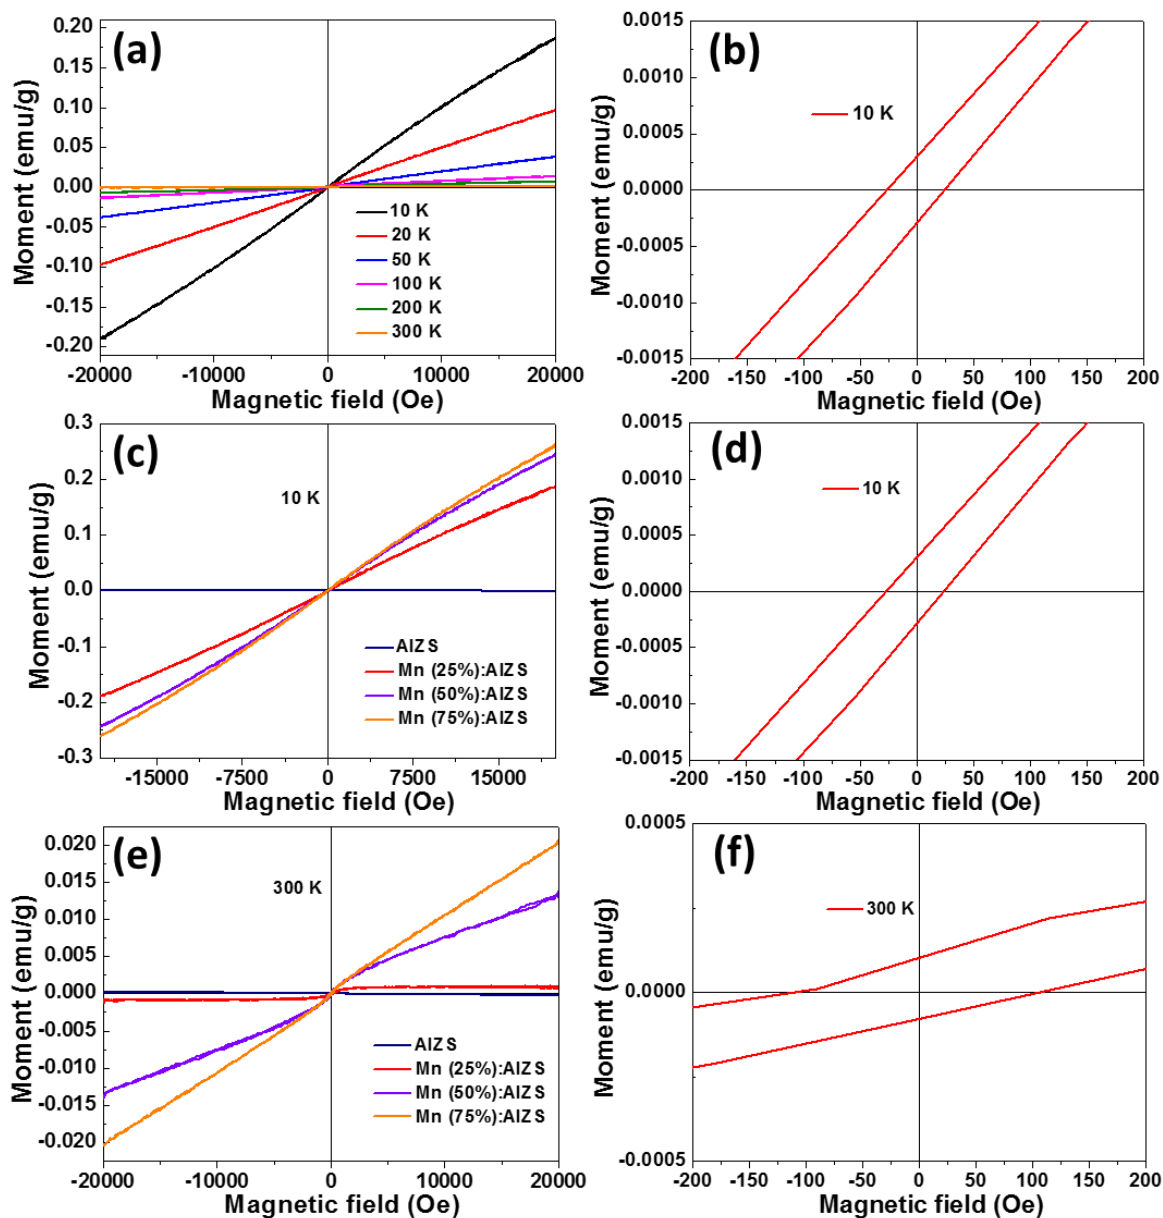 (a)
0.20
0.15
0.10
0.05
0.00
-0.05
-0.10
-0.15
-0.20
Moment (emu/g)
10 K
20 K
50 K
100 K
200 K
300 K
-20000 -10000 0 10000 20000
Magnetic field (Oe)
(b)
0.0015
0.0010
0.0005
0.0000
-0.0005
-0.0010
-0.0015
Moment (emu/g)
10 K
-200 -150 -100 -50 0 50 100 150 200
Magnetic field (Oe)
(c)
0.3
0.2
0.1
0.0
-0.1
-0.2
-0.3
Moment (emu/g)
10 K
AIZS
Mn (25%):AIZS
Mn (50%):AIZS
Mn (75%):AIZS
-15000 -7500 0 7500 15000
Magnetic field (Oe)
(d)
0.0015
0.0010
0.0005
0.0000
-0.0005
-0.0010
-0.0015
Moment (emu/g)
10 K
-200 -150 -100 -50 0 50 100 150 200
Magnetic field (Oe)
(e)
0.020
0.015
0.010
0.005
0.000
-0.005
-0.010
-0.015
-0.020
Moment (emu/g)
300 K
AIZS
Mn (25%):AIZS
Mn (50%):AIZS
Mn (75%):AIZS
-20000 -10000 0 10000 20000
Magnetic field (Oe)
(f)
0.0005
0.0000
-0.0005
Moment (emu/g)
300 K
-200 -150 -100 -50 0 50 100 150 200
Magnetic field (Oe)